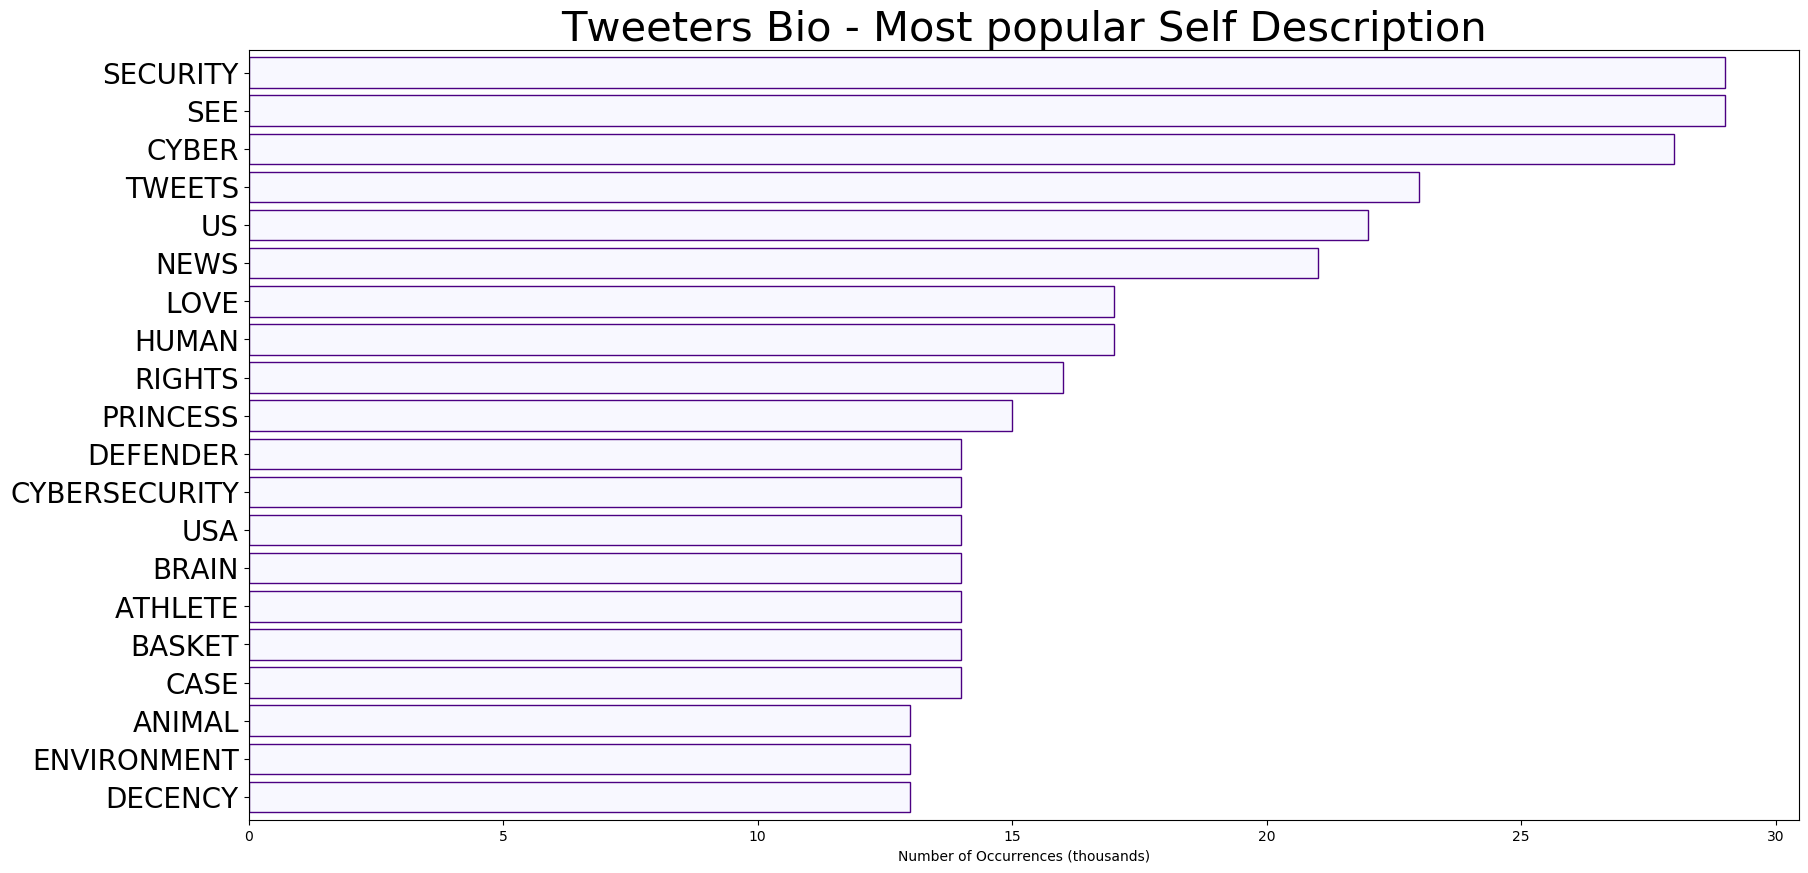 Tweeters Bio - Most popular Self Description
SECURITY
SEE
CYBER
TWEETS
US
NEWS
LOVE
HUMAN
RIGHTS
PRINCESS
DEFENDER
CYBERSECURITY
USA
BRAIN
ATHLETE
BASKET
CASE
ANIMAL
ENVIRONMENT
DECENCY
0 5 10 15 20 25 30
Number of Occurrences (thousands)